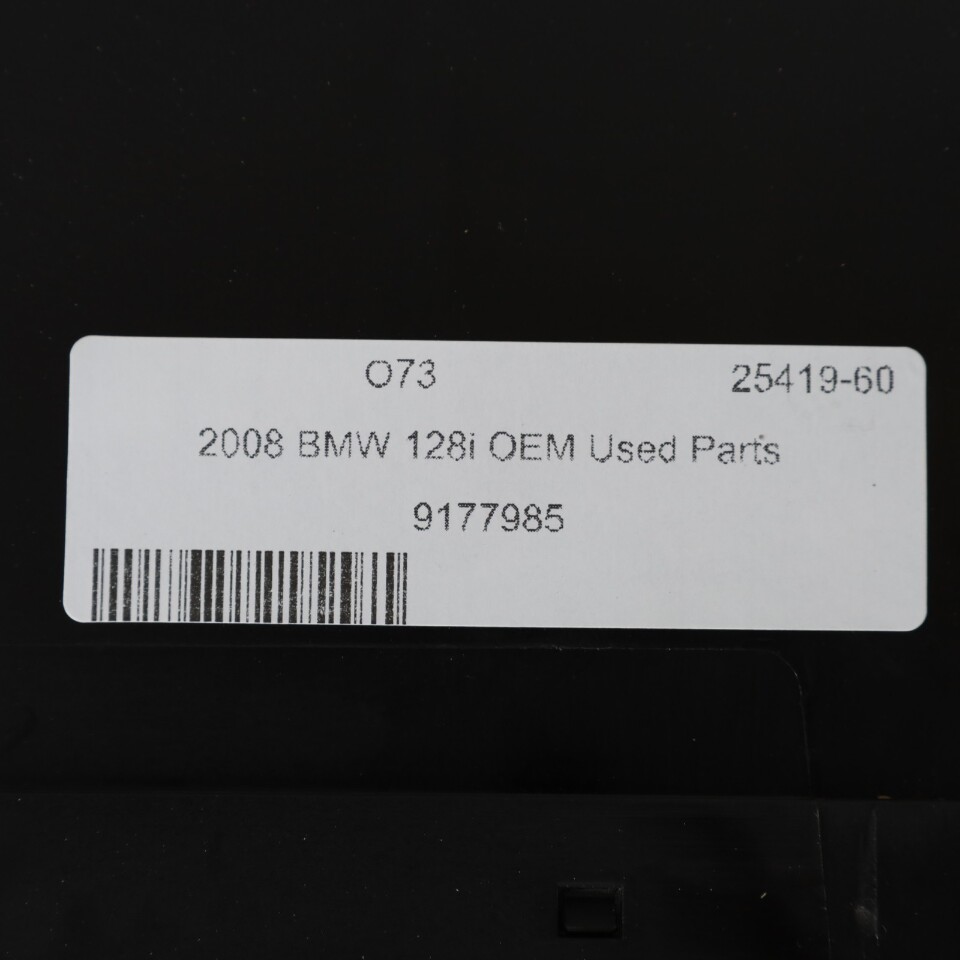 O73 25419-60
2008 BMW 128i OEM Used Parts
9177985